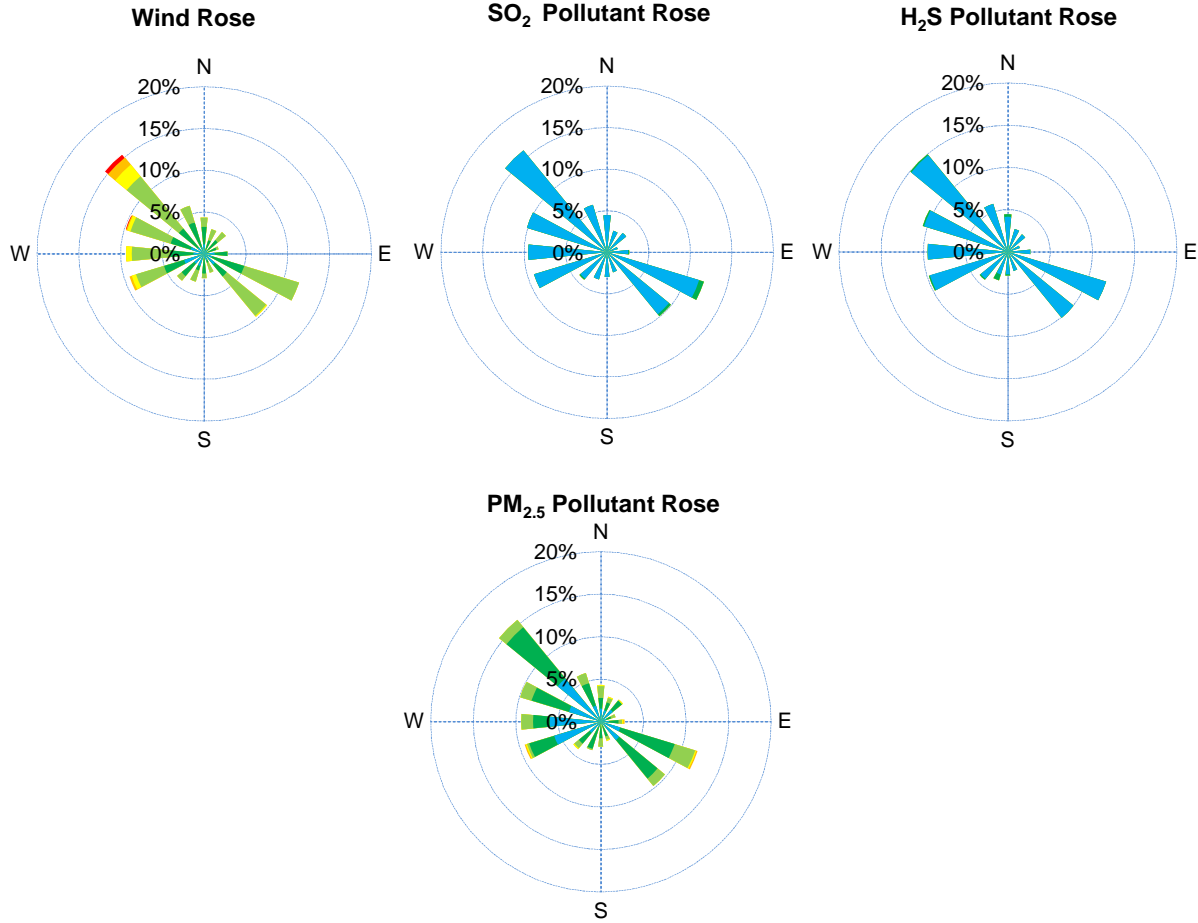 Wind Rose
N
20%
15%
10%
5%
0%
W
E
S
SO₂ Pollutant Rose
N
20%
15%
10%
5%
0%
W
E
S
H₂S Pollutant Rose
N
20%
15%
10%
5%
0%
W
E
S
PM₂.₅ Pollutant Rose
N
20%
15%
10%
5%
0%
W
E
S